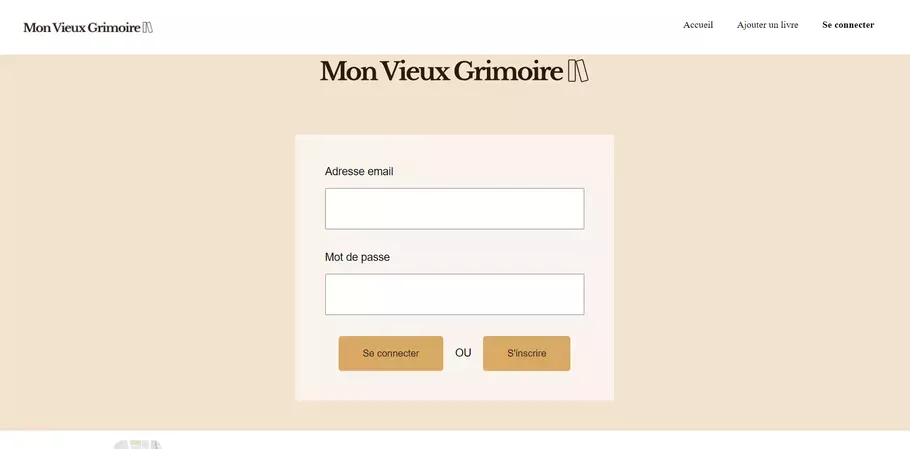 Mon Vieux Grimoire
Accueil Ajouter un livre Se connecter
Mon Vieux Grimoire
Adresse email
Mot de passe
Se connecter OU S'inscrire